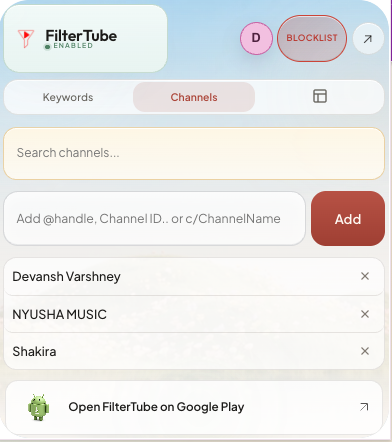 FilterTube
ENABLED
D
BLOCKLIST
Keywords
Channels
Search channels...
Add @handle, Channel ID.. or c/ChannelName
Add
Devansh Varshney
NYUSHA MUSIC
Shakira
Open FilterTube on Google Play